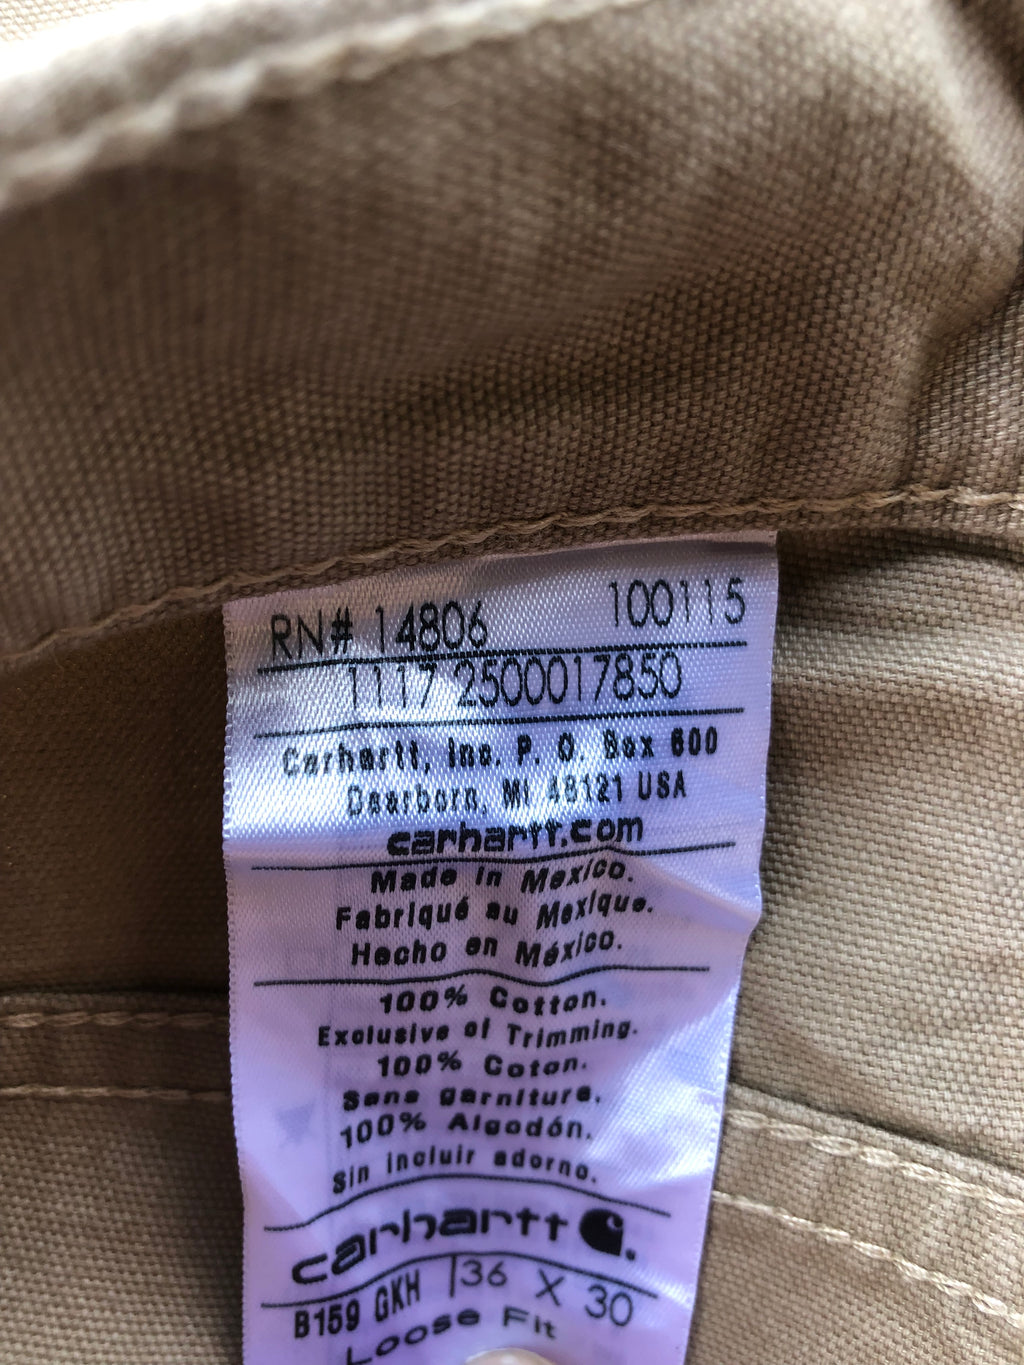 RN# 14806 100115
1117 2500017850
Carhartt, Inc. P. O. Box 600
Dearborn, MI 48121 USA
carhartt.com
Made in Mexico.
Fabriqué au Mexique.
Hecho en México.
100% Cotton.
Exclusive of Trimming.
100% Coton.
Sans garniture.
100% Algodón.
Sin incluir adorno.
carhartt
B159 GKH 36 X 30
Loose Fit